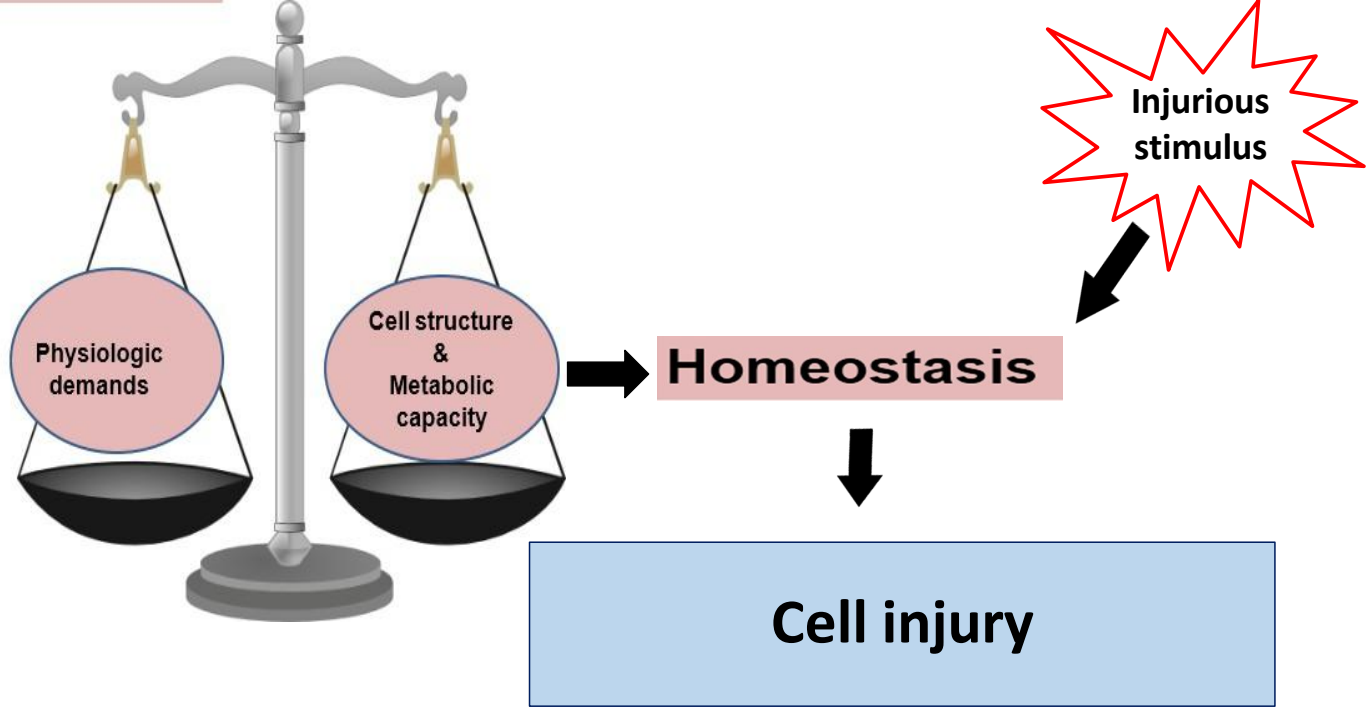 Injurious
stimulus
Physiologic
demands
Cell structure
&
Metabolic
capacity
Homeostasis
Cell injury